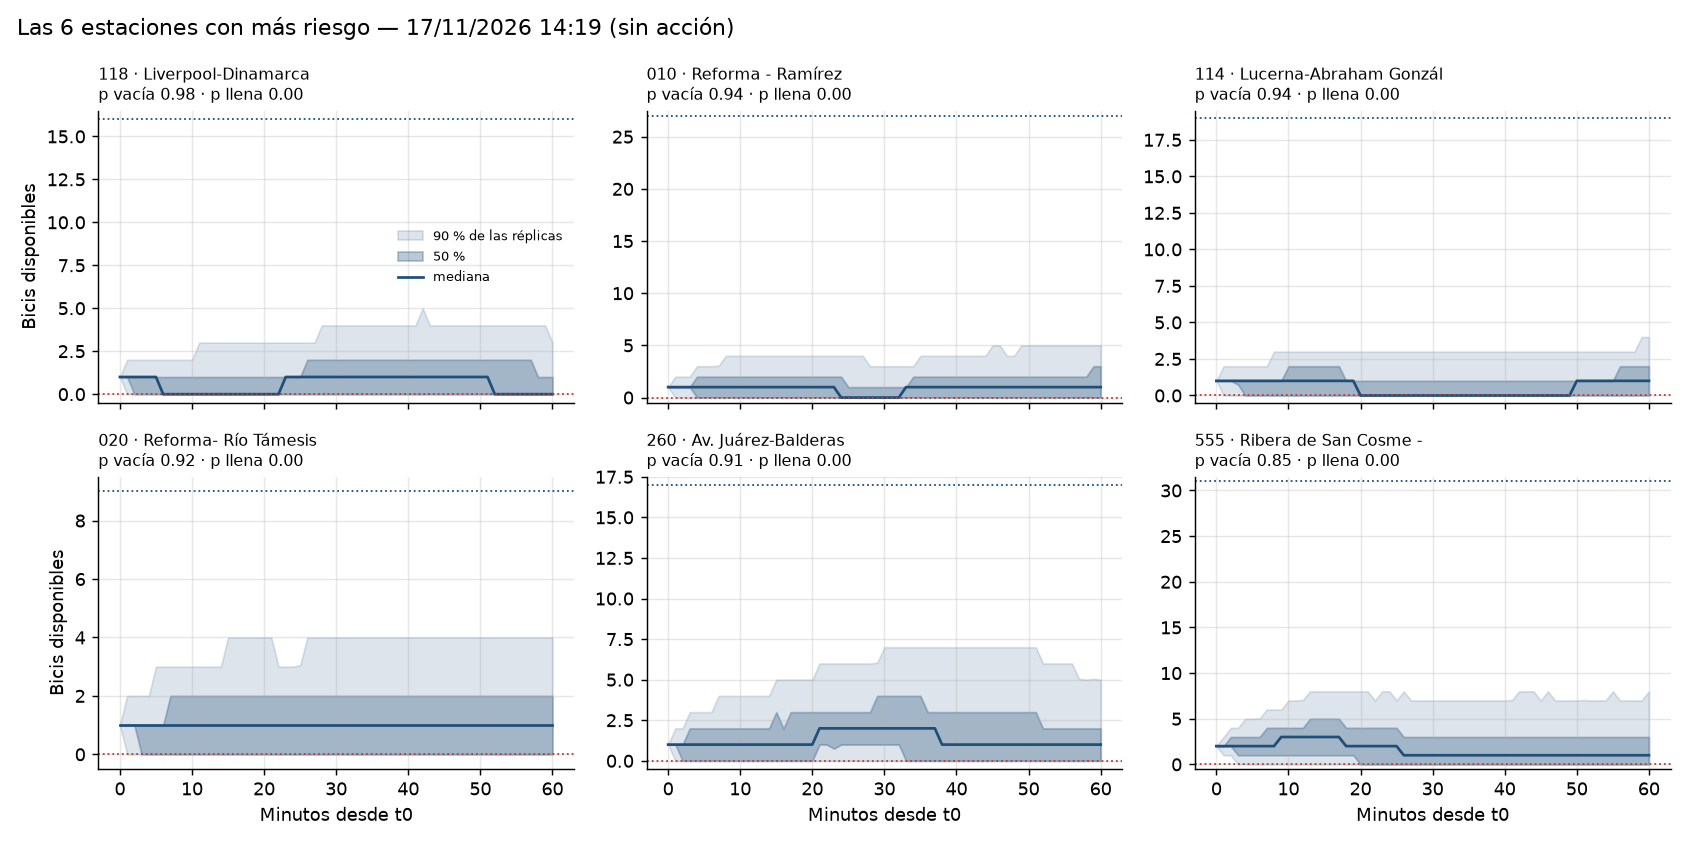 Las 6 estaciones con más riesgo — 17/11/2026 14:19 (sin acción)
118 · Liverpool-Dinamarca
p vacía 0.98 · p llena 0.00
15.0
12.5
10.0
7.5
5.0
2.5
0.0
Bicis disponibles
90 % de las réplicas
50 %
mediana
010 · Reforma - Ramírez
p vacía 0.94 · p llena 0.00
25
20
15
10
5
0
114 · Lucerna-Abraham Gonzál
p vacía 0.94 · p llena 0.00
17.5
15.0
12.5
10.0
7.5
5.0
2.5
0.0
020 · Reforma- Río Támesis
p vacía 0.92 · p llena 0.00
8
6
4
2
0
Bicis disponibles
0 10 20 30 40 50 60
Minutos desde t0
260 · Av. Juárez-Balderas
p vacía 0.91 · p llena 0.00
17.5
15.0
12.5
10.0
7.5
5.0
2.5
0.0
0 10 20 30 40 50 60
Minutos desde t0
555 · Ribera de San Cosme -
p vacía 0.85 · p llena 0.00
30
25
20
15
10
5
0
0 10 20 30 40 50 60
Minutos desde t0